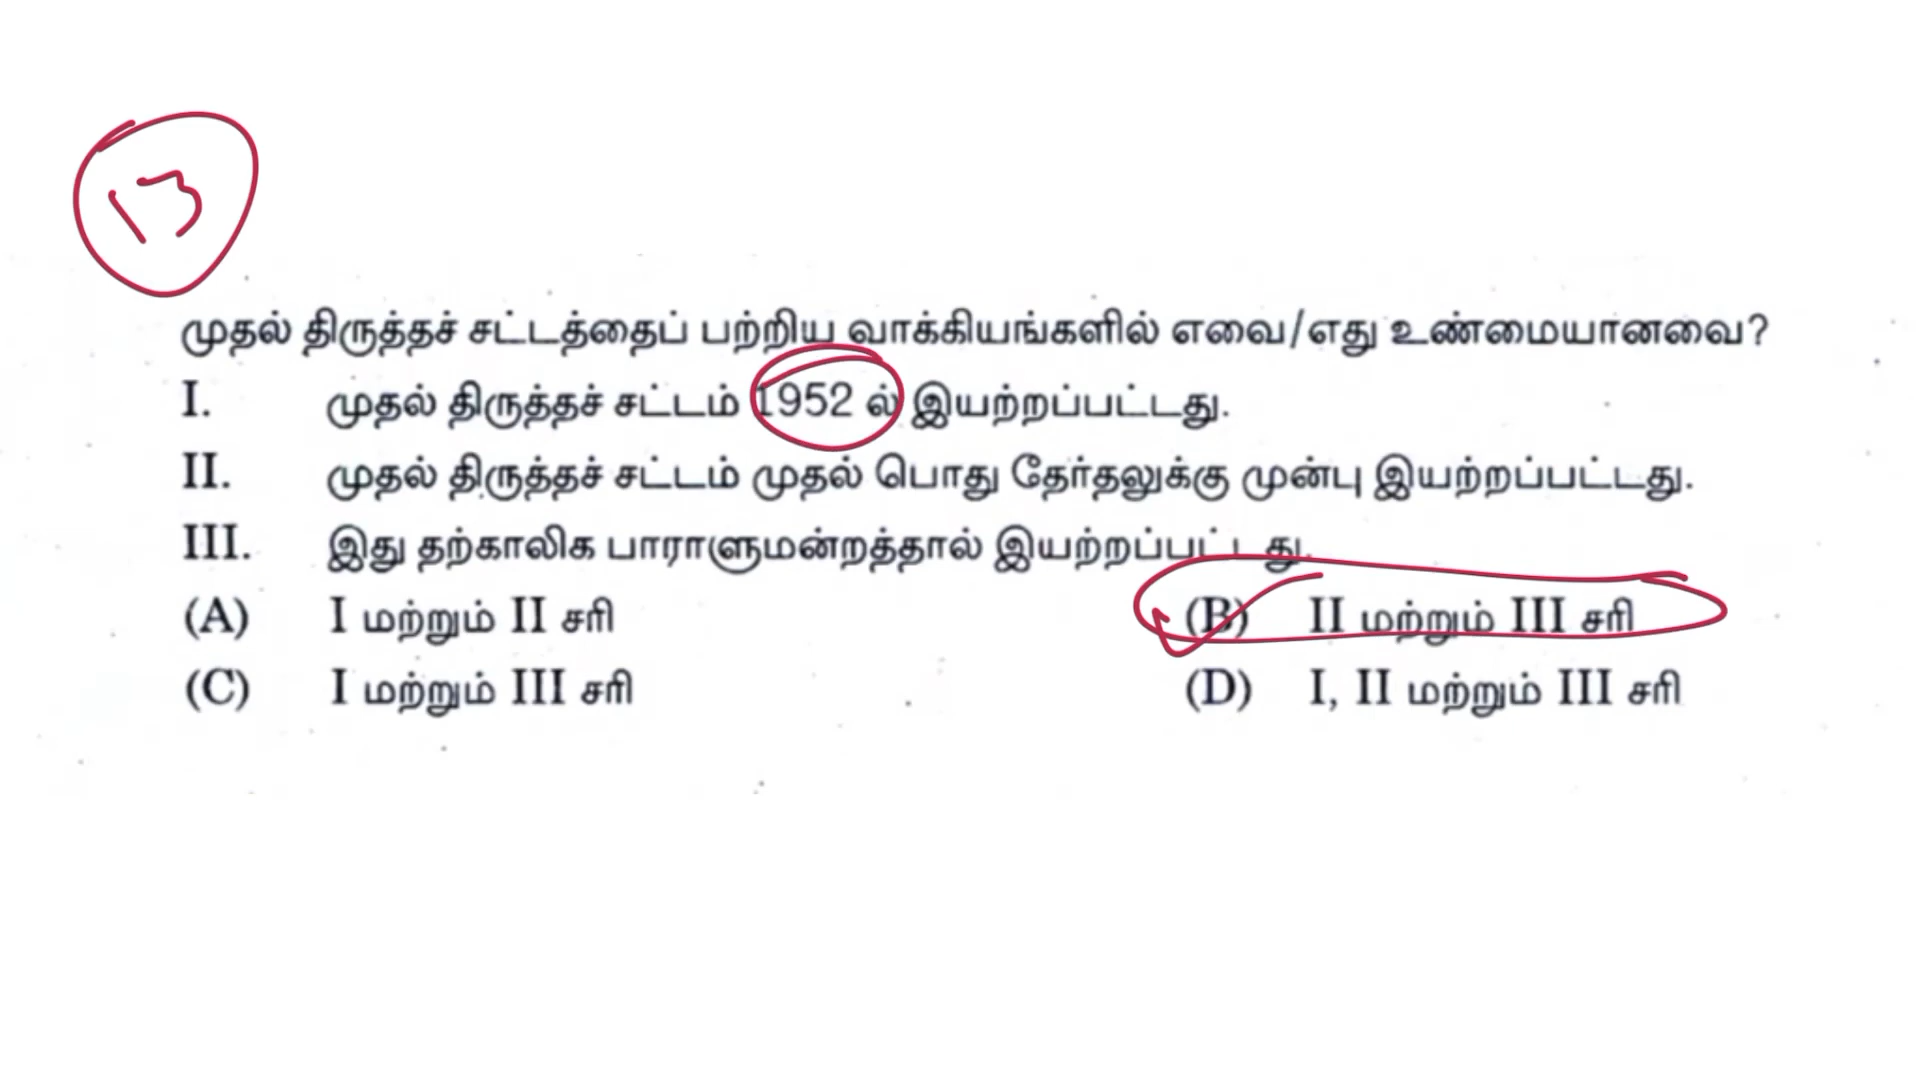 13
முதல் திருத்தச் சட்டத்தைப் பற்றிய வாக்கியங்களில் எவை/எது உண்மையானவை?
I. முதல் திருத்தச் சட்டம் 1952 ல் இயற்றப்பட்டது.
II. முதல் திருத்தச் சட்டம் முதல் பொது தேர்தலுக்கு முன்பு இயற்றப்பட்டது.
III. இது தற்காலிக பாராளுமன்றத்தால் இயற்றப்பட்டது.
(A) I மற்றும் II சரி (B) II மற்றும் III சரி
(C) I மற்றும் III சரி (D) I, II மற்றும் III சரி